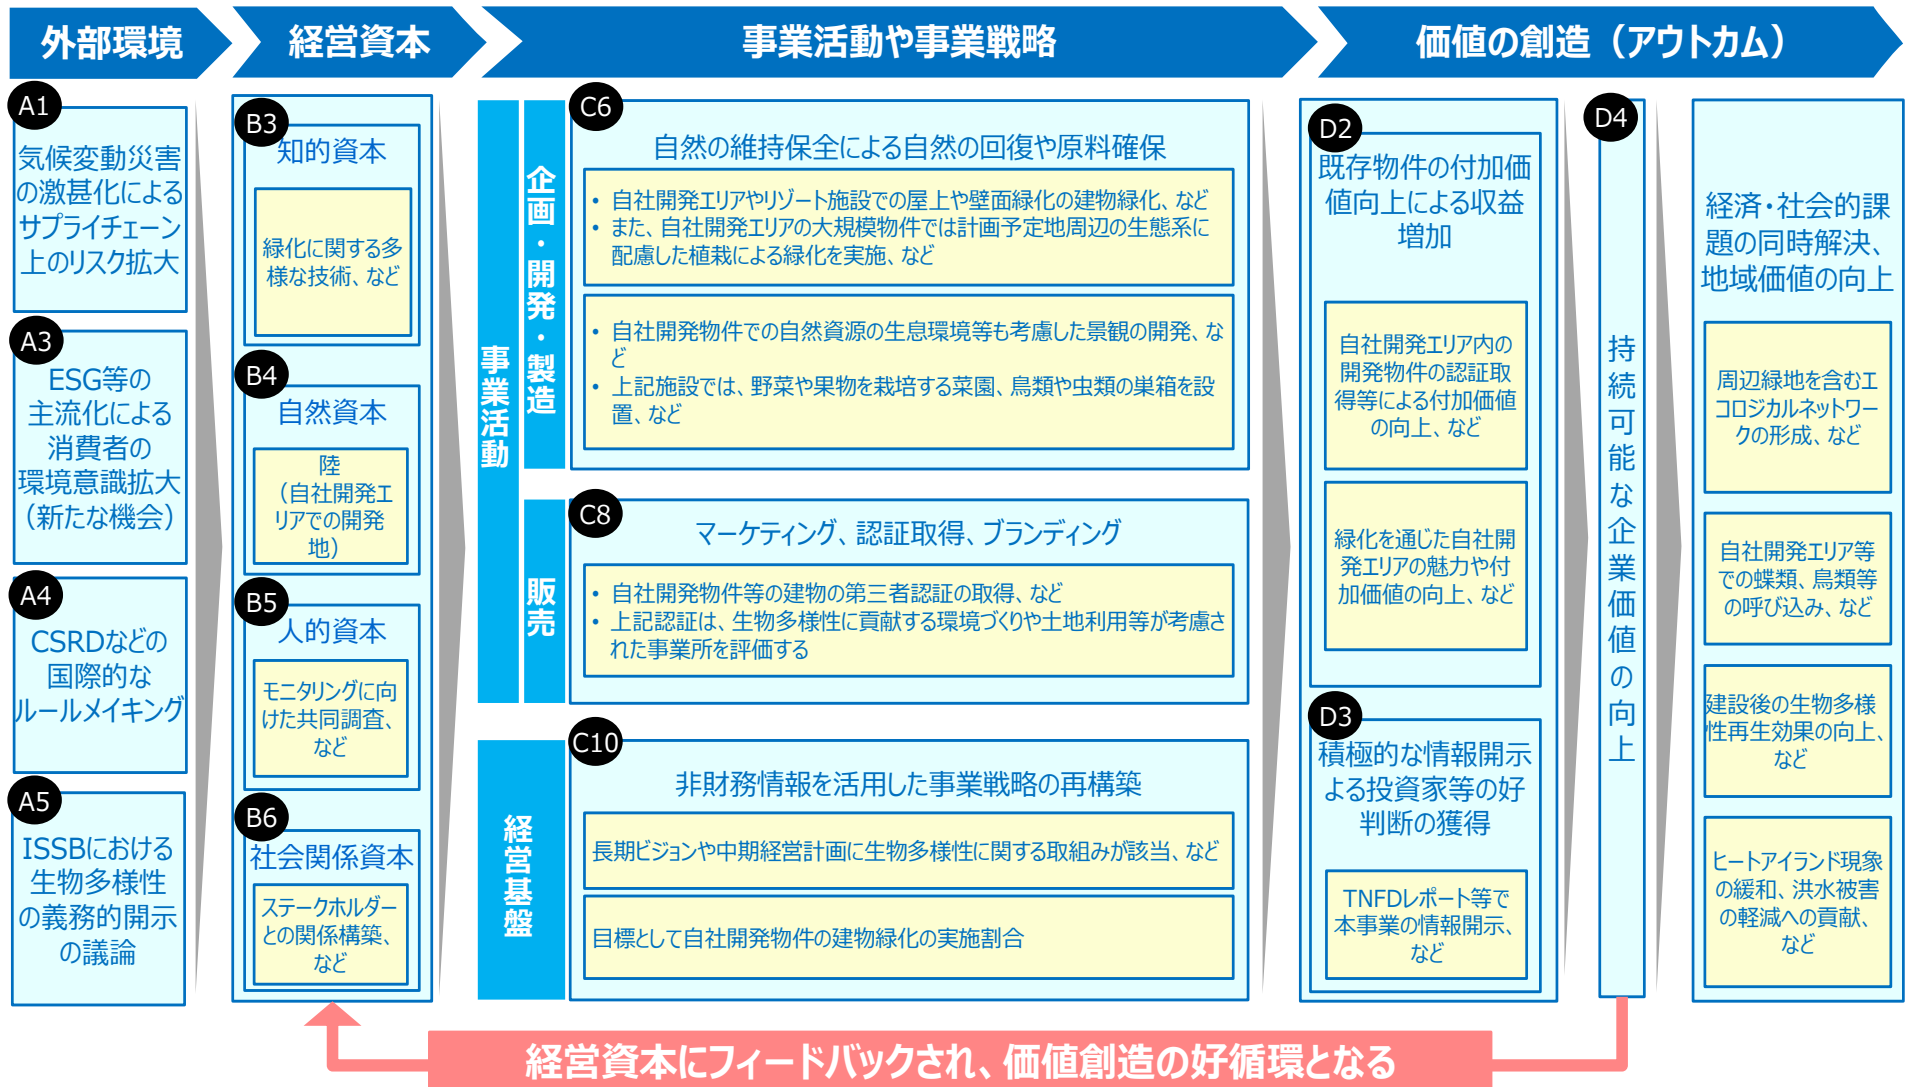 外部環境
経営資本
事業活動や事業戦略
価値の創造（アウトカム）
A1
気候変動災害
の激甚化による
サプライチェーン
上のリスク拡大
A3
ESG等の
主流化による
消費者の
環境意識拡大
（新たな機会）
A4
CSRDなどの
国際的な
ルールメイキング
A5
ISSBにおける
生物多様性
の義務的開示
の議論
B3
知的資本
緑化に関する多
様な技術、など
B4
自然資本
陸
（自社開発エ
リアでの開発
地）
B5
人的資本
モニタリングに向
けた共同調査、
など
B6
社会関係資本
ステークホルダー
との関係構築、
など
事業活動
企画・開発・製造
C6
自然の維持保全による自然の回復や原料確保
• 自社開発エリアやリゾート施設での屋上や壁面緑化の建物緑化、など
• また、自社開発エリアの大規模物件では計画予定地周辺の生態系に
配慮した植栽による緑化を実施、など
• 自社開発物件での自然資源の生息環境等も考慮した景観の開発、な
ど
• 上記施設では、野菜や果物を栽培する菜園、鳥類や虫類の巣箱を設
置、など
販売
C8
マーケティング、認証取得、ブランディング
• 自社開発物件等の建物の第三者認証の取得、など
• 上記認証は、生物多様性に貢献する環境づくりや土地利用等が考慮さ
れた事業所を評価する
経営基盤
C10
非財務情報を活用した事業戦略の再構築
長期ビジョンや中期経営計画に生物多様性に関する取組みが該当、など
目標として自社開発物件の建物緑化の実施割合
D2
既存物件の付加価
値向上による収益
増加
自社開発エリア内の
開発物件の認証取
得等による付加価値
の向上、など
緑化を通じた自社開
発エリアの魅力や付
加価値の向上、など
D3
積極的な情報開示
よる投資家等の好
判断の獲得
TNFDレポート等で
本事業の情報開示、
など
D4
持続可能な企業価値の向上
経済・社会的課
題の同時解決、
地域価値の向上
周辺緑地を含むエ
コロジカルネットワー
クの形成、など
自社開発エリア等
での蝶類、鳥類等
の呼び込み、など
建設後の生物多様
性再生効果の向上、
など
ヒートアイランド現象
の緩和、洪水被害
の軽減への貢献、
など
経営資本にフィードバックされ、価値創造の好循環となる